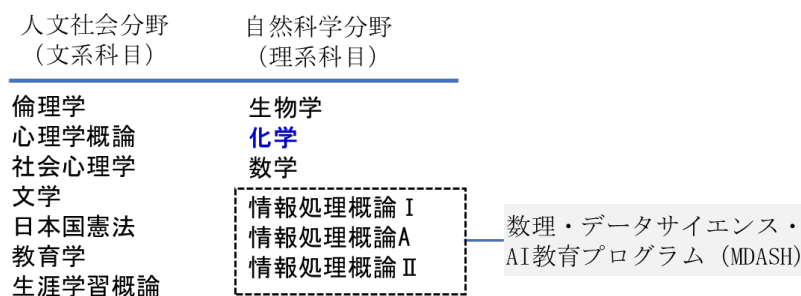 人文社会分野
（文系科目）
自然科学分野
（理系科目）
倫理学
心理学概論
社会心理学
文学
日本国憲法
教育学
生涯学習概論
生物学
化学
数学
情報処理概論Ⅰ
情報処理概論A
情報処理概論Ⅱ
数理・データサイエンス・
AI教育プログラム（MDASH)